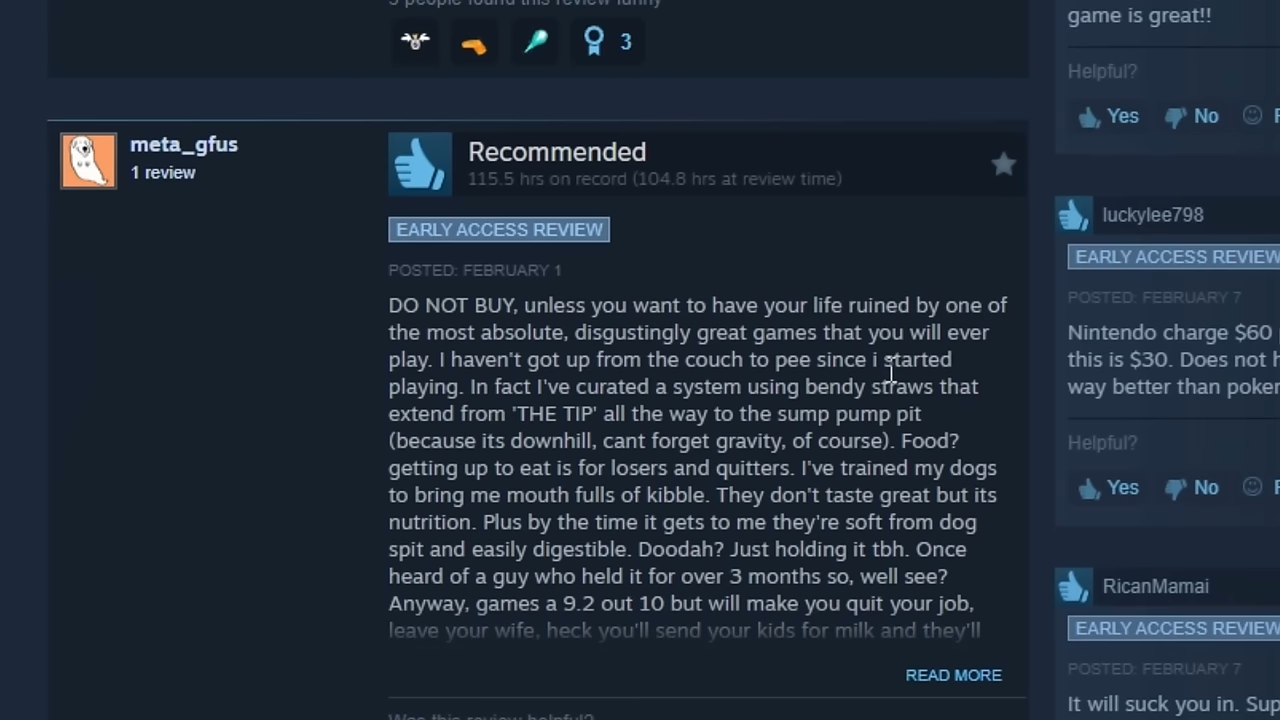 5 people found this review funny
3
meta_gfus
1 review
Recommended
115.5 hrs on record (104.8 hrs at review time)
EARLY ACCESS REVIEW
POSTED: FEBRUARY 1
DO NOT BUY, unless you want to have your life ruined by one of
the most absolute, disgustingly great games that you will ever
play. I haven't got up from the couch to pee since i started
playing. In fact I've curated a system using bendy straws that
extend from 'THE TIP' all the way to the sump pump pit
(because its downhill, cant forget gravity, of course). Food?
getting up to eat is for losers and quitters. I've trained my dogs
to bring me mouth fulls of kibble. They don't taste great but its
nutrition. Plus by the time it gets to me they're soft from dog
spit and easily digestible. Doodah? Just holding it tbh. Once
heard of a guy who held it for over 3 months so, well see?
Anyway, games a 9.2 out 10 but will make you quit your job,
leave your wife, heck you'll send your kids for milk and they'll
READ MORE
Was this review helpful?
game is great!!
Helpful?
Yes No
luckylee798
EARLY ACCESS REVIEW
POSTED: FEBRUARY 7
Nintendo charge $60
this is $30. Does not
way better than
Helpful?
Yes No
RicanMamai
EARLY ACCESS REVIEW
POSTED: FEBRUARY 7
It will suck you in.